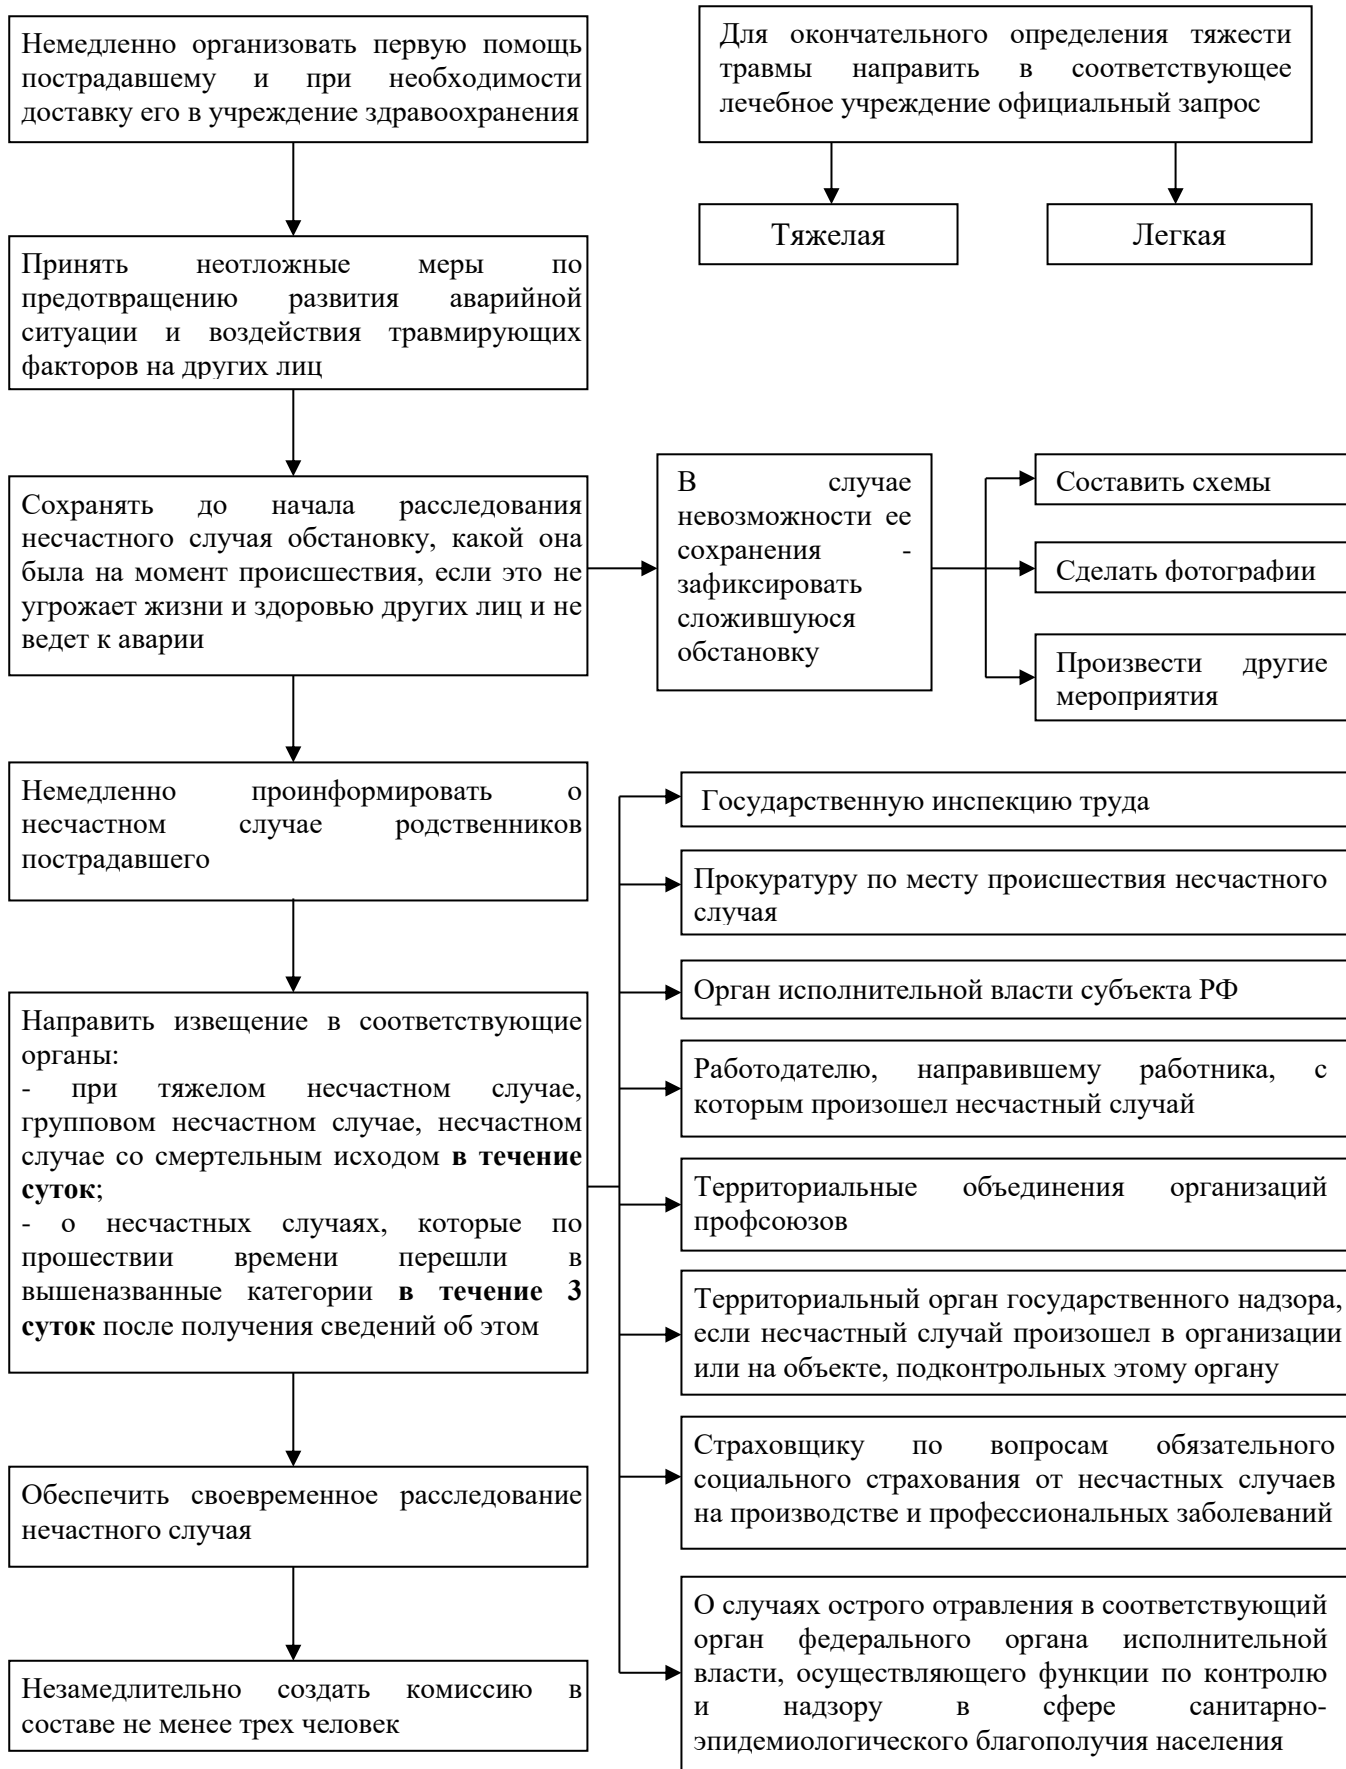 Немедленно организовать первую помощь
пострадавшему и при необходимости
доставку его в учреждение здравоохранения
Для окончательного определения тяжести
травмы направить в соответствующее
лечебное учреждение официальный запрос
Тяжелая
Легкая
Принять неотложные меры по
предотвращению развития аварийной
ситуации и воздействия травмирующих
факторов на других лиц
Сохранять до начала расследования
несчастного случая обстановку, какой она
была на момент происшествия, если это не
угрожает жизни и здоровью других лиц и не
ведет к аварии
В случае
невозможности ее
сохранения -
зафиксировать
сложившуюся
обстановку
Составить схемы
Сделать фотографии
Произвести другие
мероприятия
Немедленно проинформировать о
несчастном случае родственников
пострадавшего
Направить извещение в соответствующие
органы:
- при тяжелом несчастном случае,
групповом несчастном случае, несчастном
случае со смертельным исходом в течение
суток;
- о несчастных случаях, которые по
прошествии времени перешли в
вышеназванные категории в течение 3
суток после получения сведений об этом
Государственную инспекцию труда
Прокуратуру по месту происшествия несчастного
случая
Орган исполнительной власти субъекта РФ
Работодателю, направившему работника, с
которым произошел несчастный случай
Территориальные объединения организаций
профсоюзов
Территориальный орган государственного надзора,
если несчастный случай произошел в организации
или на объекте, подконтрольных этому органу
Страховщику по вопросам обязательного
социального страхования от несчастных случаев
на производстве и профессиональных заболеваний
О случаях острого отравления в соответствующий
орган федерального органа исполнительной
власти, осуществляющего функции по контролю
и надзору в сфере санитарно-
эпидемиологического благополучия населения
Обеспечить своевременное расследование
нечастного случая
Незамедлительно создать комиссию в
составе не менее трех человек